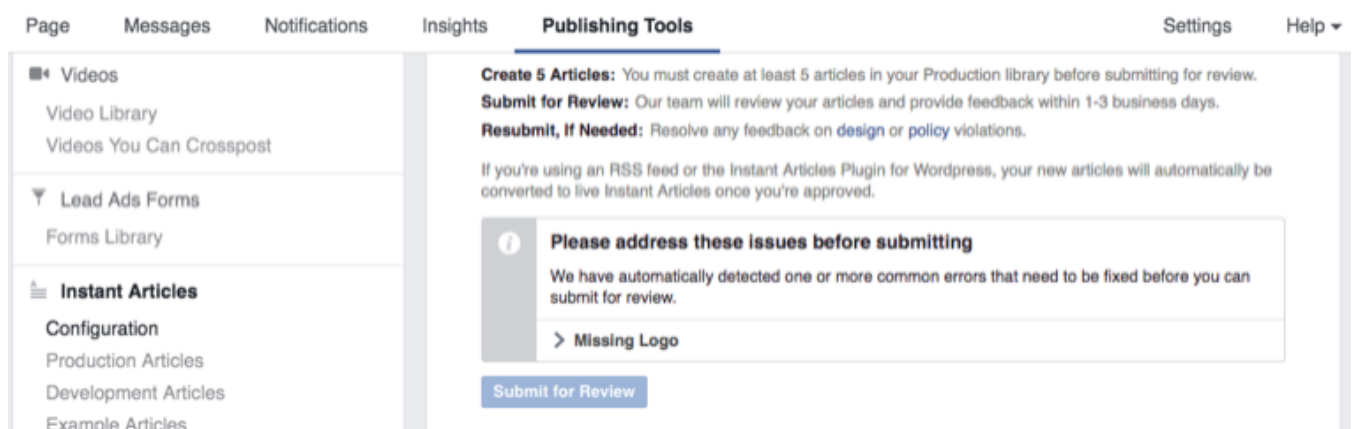 Page Messages Notifications Insights Publishing Tools Settings Help
Videos
Video Library
Videos You Can Crosspost
Lead Ads Forms
Forms Library
Instant Articles
Configuration
Production Articles
Development Articles
Example Articles
Create 5 Articles: You must create at least 5 articles in your Production library before submitting for review.
Submit for Review: Our team will review your articles and provide feedback within 1-3 business days.
Resubmit, If Needed: Resolve any feedback on design or policy violations.
If you're using an RSS feed or the Instant Articles Plugin for Wordpress, your new articles will automatically be
converted to live Instant Articles once you're approved.
Please address these issues before submitting
We have automatically detected one or more common errors that need to be fixed before you can
submit for review.
Missing Logo
Submit for Review